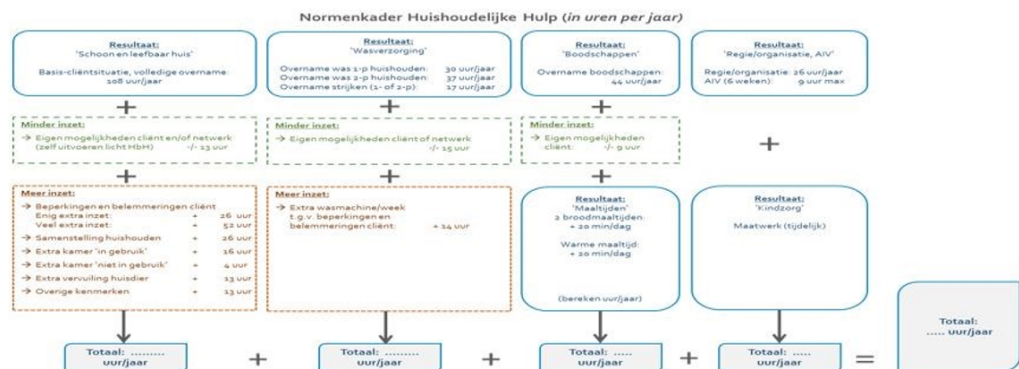 Normenkader Huishoudelijke Hulp (in uren per jaar)
Resultaat:
'Schoon en leefbaar huis'
Basis-cliëntsituatie, volledige overname:
108 uur/jaar
Resultaat:
'Wasverzorging'
Overname was 1-p huishouden: 30 uur/jaar
Overname was 2-p huishouden: 37 uur/jaar
Overname strijken (1- of 2-p): 17 uur/jaar
Resultaat:
'Boodschappen'
Overname boodschappen:
44 uur/jaar
Resultaat:
'Regie/organisatie, AIV'
Regie/organisatie: 26 uur/jaar
AIV (6 weken): 9 uur max
+
+
+
Minder inzet:
→ Eigen mogelijkheden cliënt en/of netwerk
(zelf uitvoeren licht HbH) -/- 13 uur
Minder inzet:
→ Eigen mogelijkheden cliënt of netwerk
-/- 15 uur
Minder inzet:
→ Eigen mogelijkheden
cliënt: -/- 9 uur
+
+
+
+
Meer inzet:
→ Beperkingen en belemmeringen cliënt
Enig extra inzet: + 26 uur
Veel extra inzet: + 52 uur
→ Samenstelling huishouden + 26 uur
→ Extra kamer 'in gebruik' + 16 uur
→ Extra kamer 'niet in gebruik' + 4 uur
→ Extra vervuiling huisdier + 13 uur
→ Overige kenmerken + 13 uur
Meer inzet:
→ Extra wasmachine/week
t.g.v. beperkingen en
belemmeringen cliënt: + 14 uur
Resultaat:
'Maaltijden'
2 broodmaaltijden:
+ 20 min/dag
Warme maaltijd:
+ 20 min/dag
(bereken uur/jaar)
Resultaat:
'Kindzorg'
Maatwerk (tijdelijk)
Totaal: .........
uur/jaar
+
Totaal: .........
uur/jaar
+
Totaal: .....
uur/jaar
+
Totaal: .....
uur/jaar
=
Totaal:
..... uur/jaar